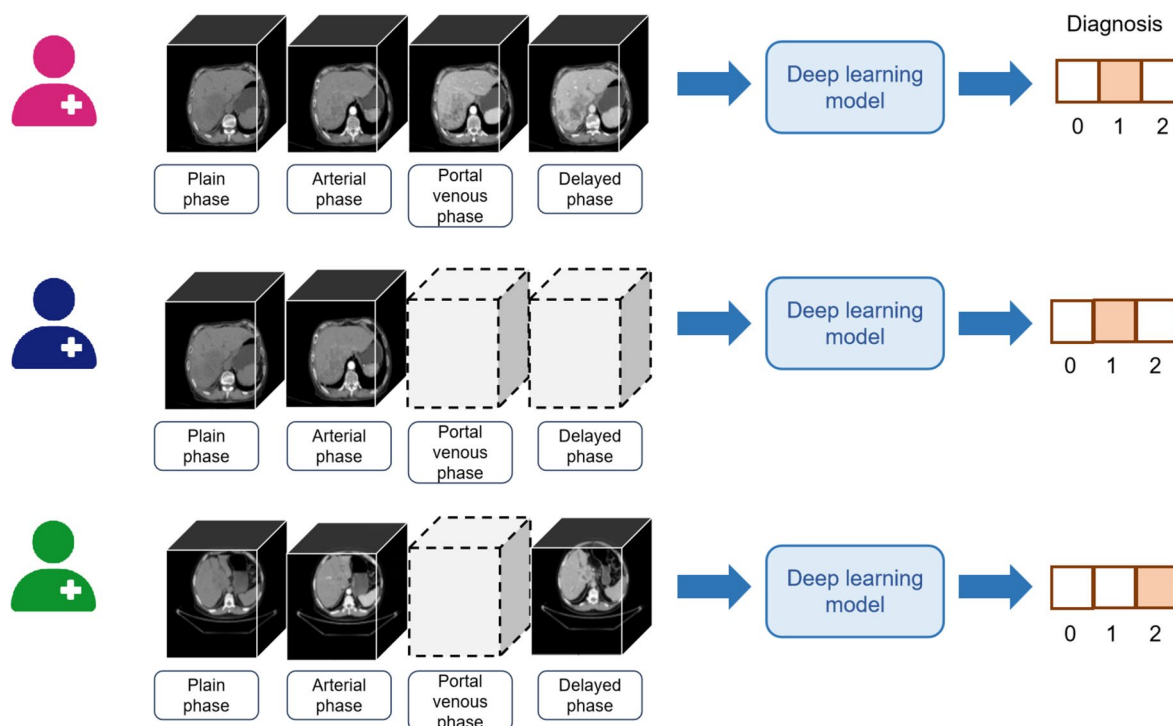 Diagnosis
Deep learning
model
0 1 2
Plain
phase
Arterial
phase
Portal
venous
phase
Delayed
phase
Deep learning
model
0 1 2
Plain
phase
Arterial
phase
Portal
venous
phase
Delayed
phase
Deep learning
model
0 1 2
Plain
phase
Arterial
phase
Portal
venous
phase
Delayed
phase